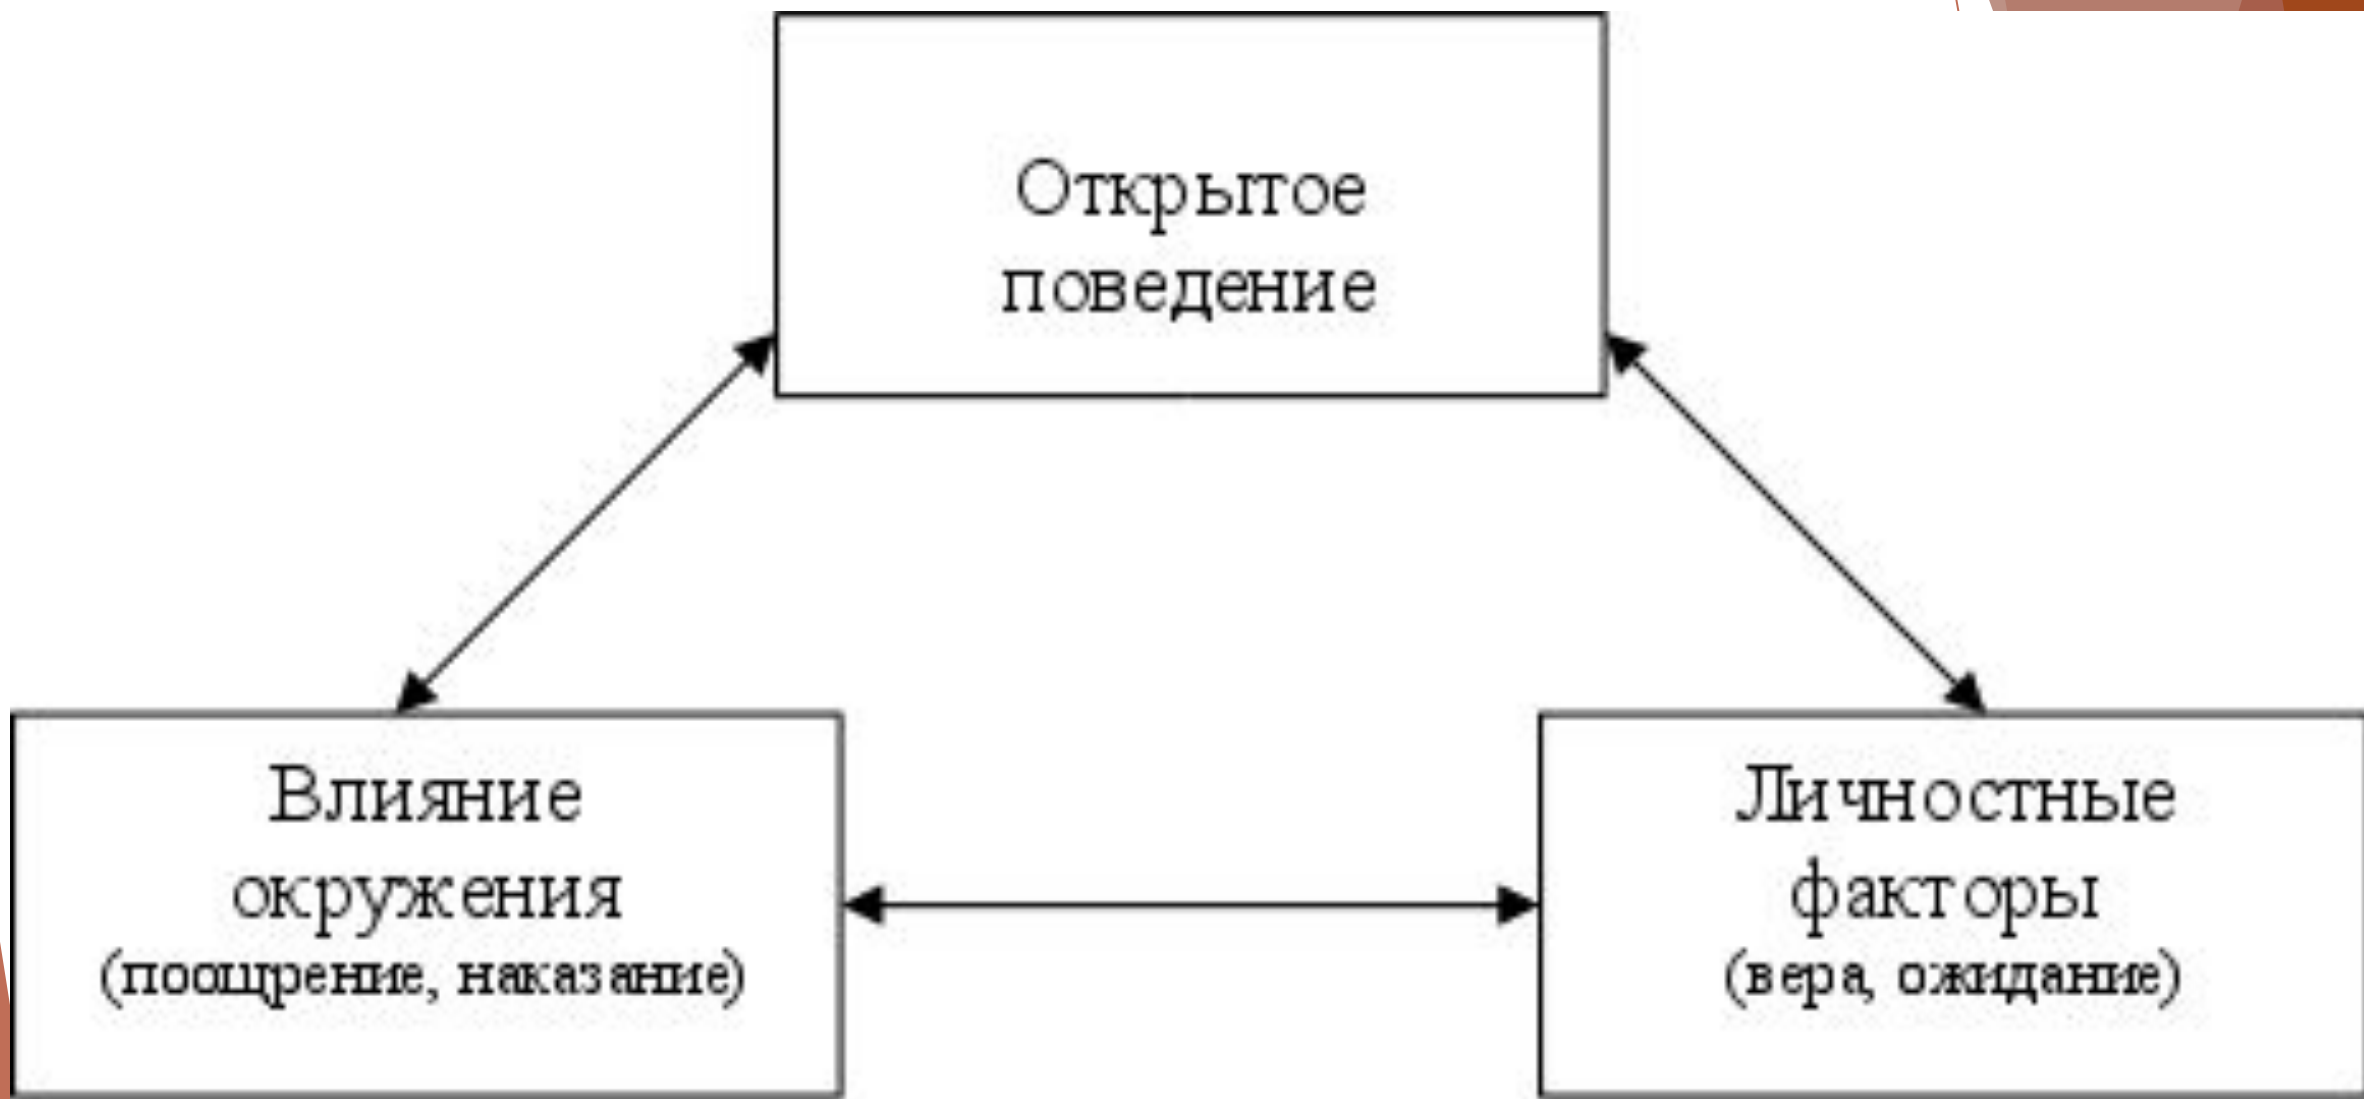 Открытое
поведение
Влияние
окружения
(поощрение, наказание)
Личностные
факторы
(вера, ожидание)